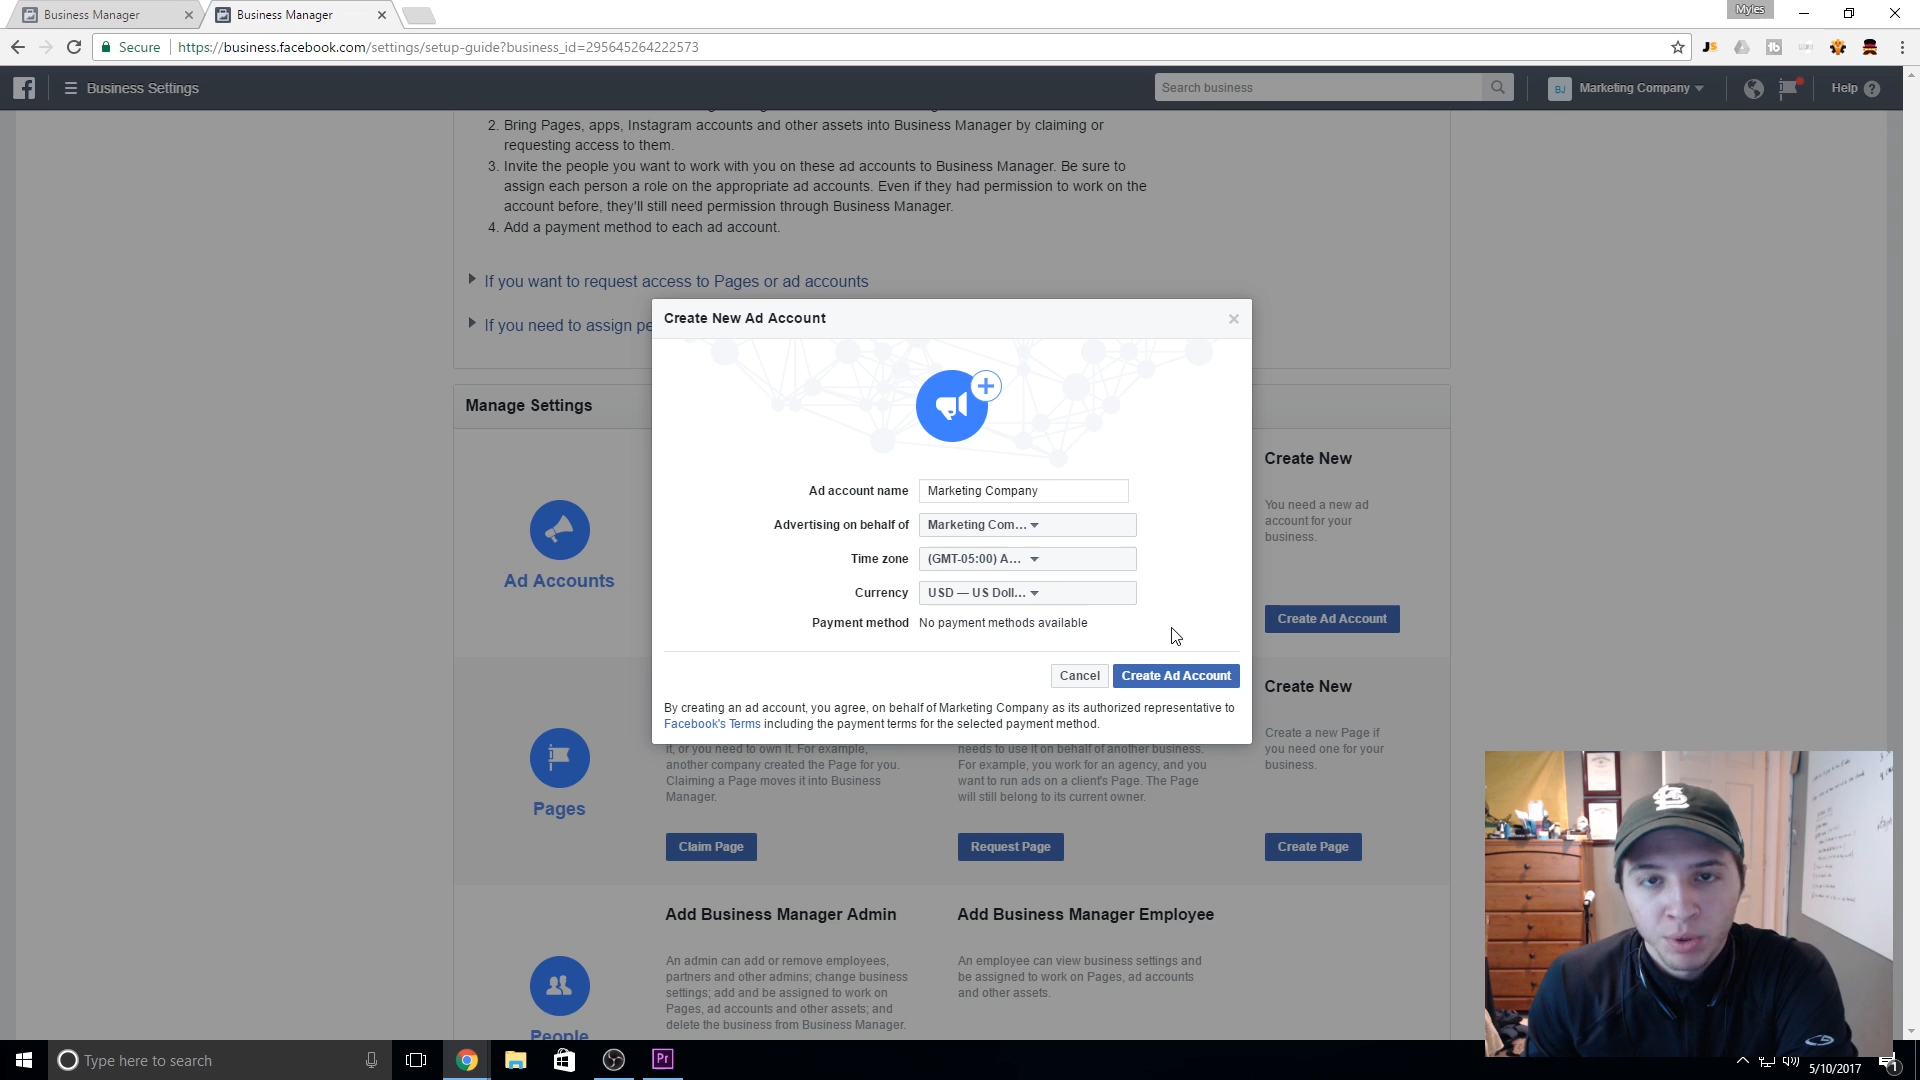 Business Manager
Business Manager
Myles
Secure
https://business.facebook.com/settings/setup-guide?business_id=295645264222573
JS
Business Settings
Search business
BJ
Marketing Company
Help
2. Bring Pages, apps, Instagram accounts and other assets into Business Manager by claiming or
requesting access to them.
3. Invite the people you want to work with you on these ad accounts to Business Manager. Be sure to
assign each person a role on the appropriate ad accounts. Even if they had permission to work on the
account before, they'll still need permission through Business Manager.
4. Add a payment method to each ad account.
If you want to request access to Pages or ad accounts
If you need to assign pe
Create New Ad Account
Manage Settings
Ad Accounts
Ad account name
Marketing Company
Advertising on behalf of
Marketing Com...
Time zone
(GMT-05:00) A...
Currency
USD — US Doll...
Payment method
No payment methods available
Cancel
Create Ad Account
By creating an ad account, you agree, on behalf of Marketing Company as its authorized representative to
Facebook's Terms including the payment terms for the selected payment method.
Create New
You need a new ad
account for your
business.
Create Ad Account
Pages
it, or you need to own it. For example,
another company created the Page for you.
Claiming a Page moves it into Business
Manager.
Claim Page
needs to use it on behalf of another business.
For example, you work for an agency, and you
want to run ads on a client's Page. The Page
will still belong to its current owner.
Request Page
Create New
Create a new Page if
you need one for your
business.
Create Page
People
Add Business Manager Admin
An admin can add or remove employees,
partners and other admins; change business
settings; add and be assigned to work on
Pages, ad accounts and other assets; and
delete the business from Business Manager.
Add Business Manager Employee
An employee can view business settings and
be assigned to work on Pages, ad accounts
and other assets.
Type here to search
Pr
5/10/2017
1